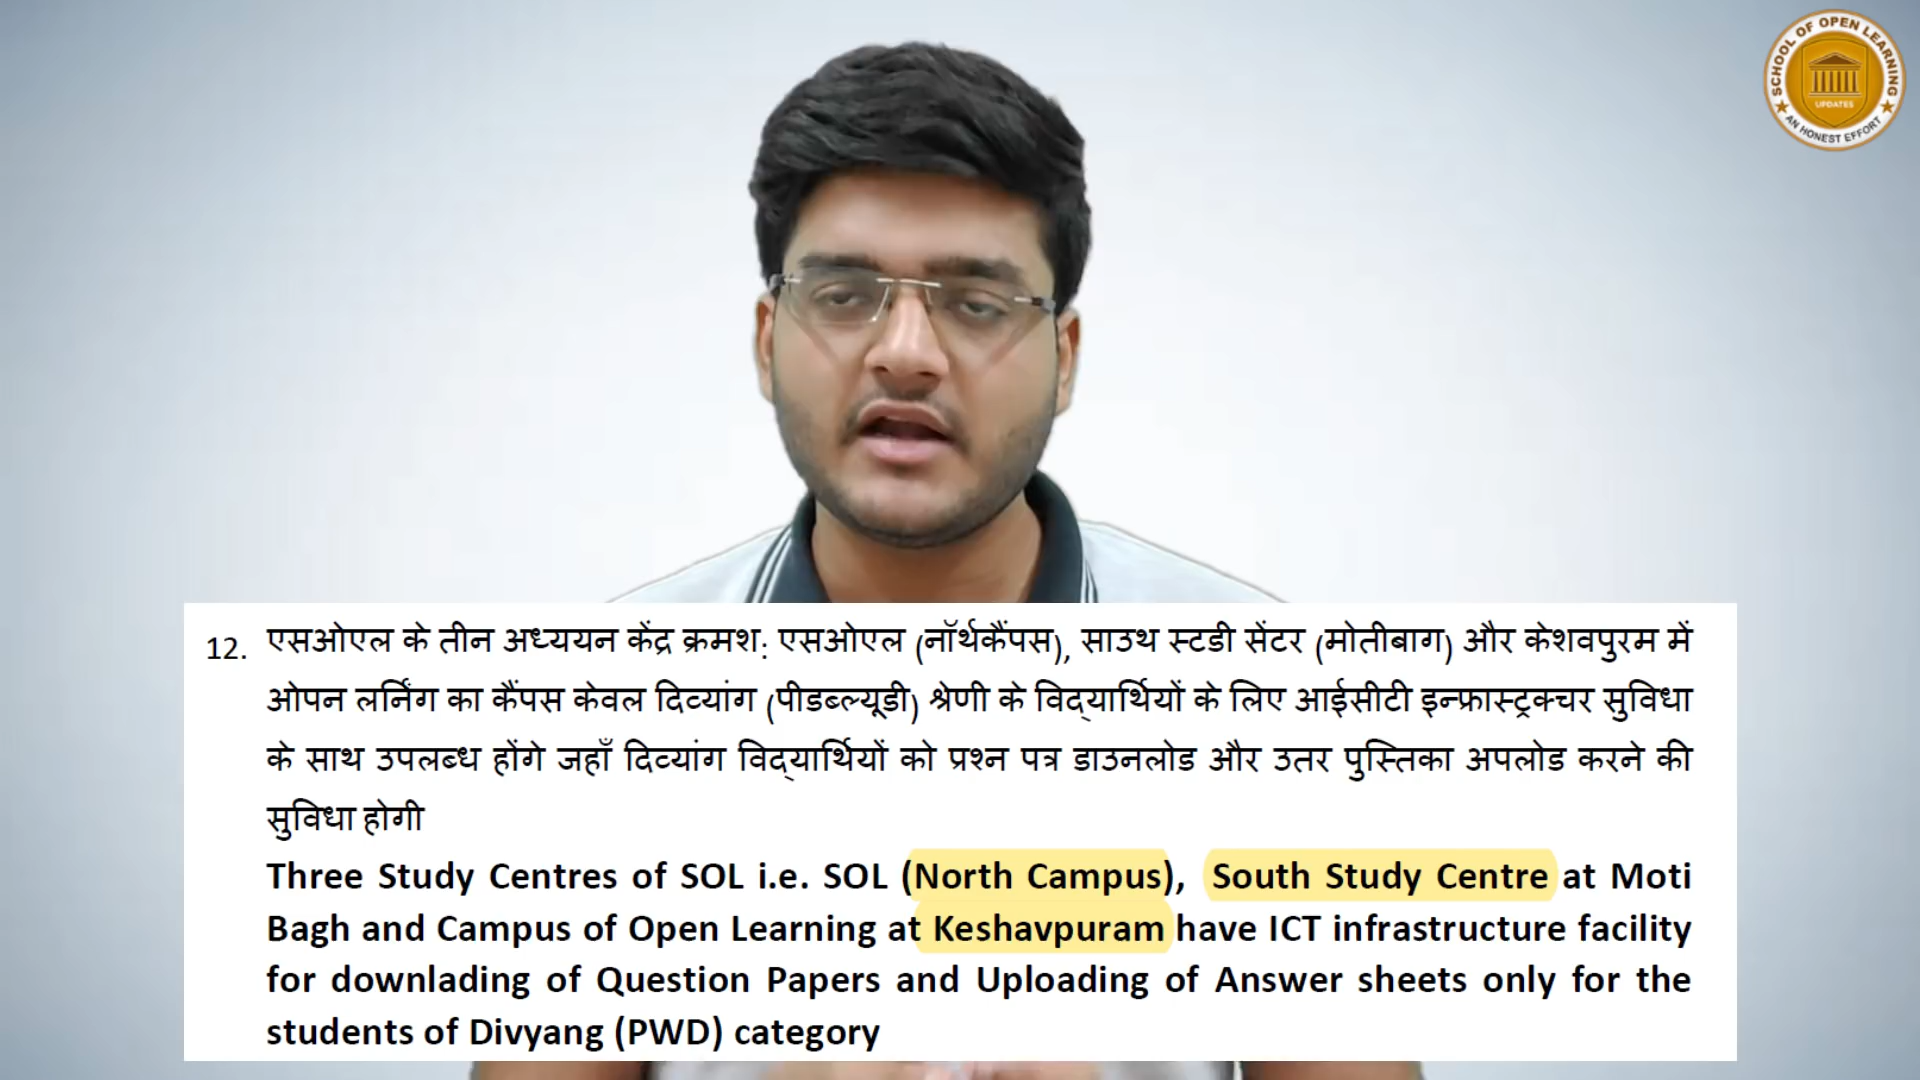 SCHOOL OF OPEN LEARNING
UPDATES
AN HONEST EFFORT
12. एसओएल के तीन अध्ययन केंद्र क्रमश: एसओएल (नॉर्थकैंपस), साउथ स्टडी सेंटर (मोतीबाग) और केशवपुरम में
ओपन लर्निंग का कैंपस केवल दिव्यांग (पीडब्ल्यूडी) श्रेणी के विद्यार्थियों के लिए आईसीटी इन्फ्रास्ट्रक्चर सुविधा
के साथ उपलब्ध होंगे जहाँ दिव्यांग विद्यार्थियों को प्रश्न पत्र डाउनलोड और उतर पुस्तिका अपलोड करने की
सुविधा होगी
Three Study Centres of SOL i.e. SOL (North Campus), South Study Centre at Moti
Bagh and Campus of Open Learning at Keshavpuram have ICT infrastructure facility
for downlading of Question Papers and Uploading of Answer sheets only for the
students of Divyang (PWD) category